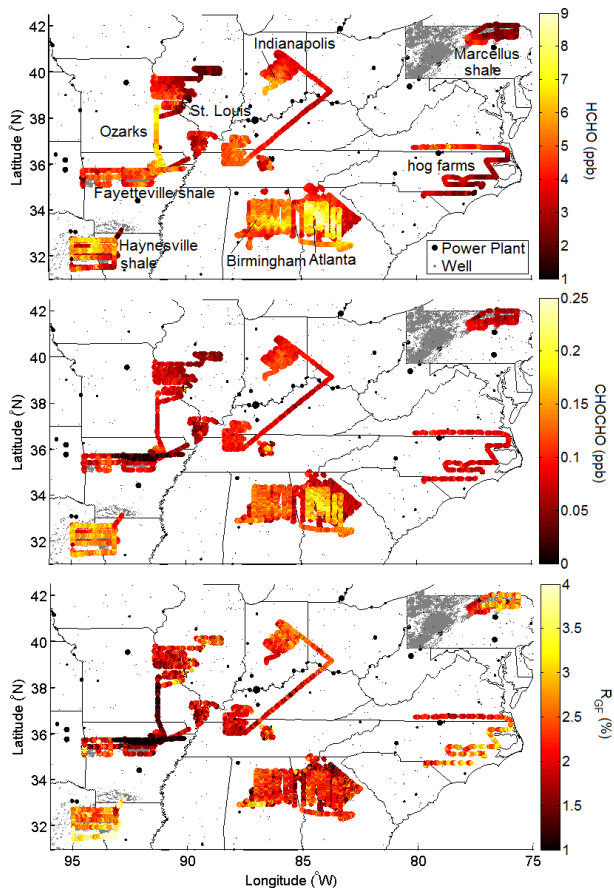 42
40
38
36
34
32
Latitude (°N)
Indianapolis
Marcellus
shale
St. Louis
Ozarks
Fayetteville shale
hog farms
Haynesville
shale
Birmingham
Atlanta
Power Plant
Well
9
8
7
6
5
4
3
2
1
HCHO (ppb)
42
40
38
36
34
32
Latitude (°N)
0.25
0.20
0.15
0.10
0.05
0
CHOCHO (ppb)
42
40
38
36
34
32
Latitude (°N)
95
90
85
80
75
Longitude (°W)
4
3.5
3
2.5
2
1.5
1
R_GF (%)